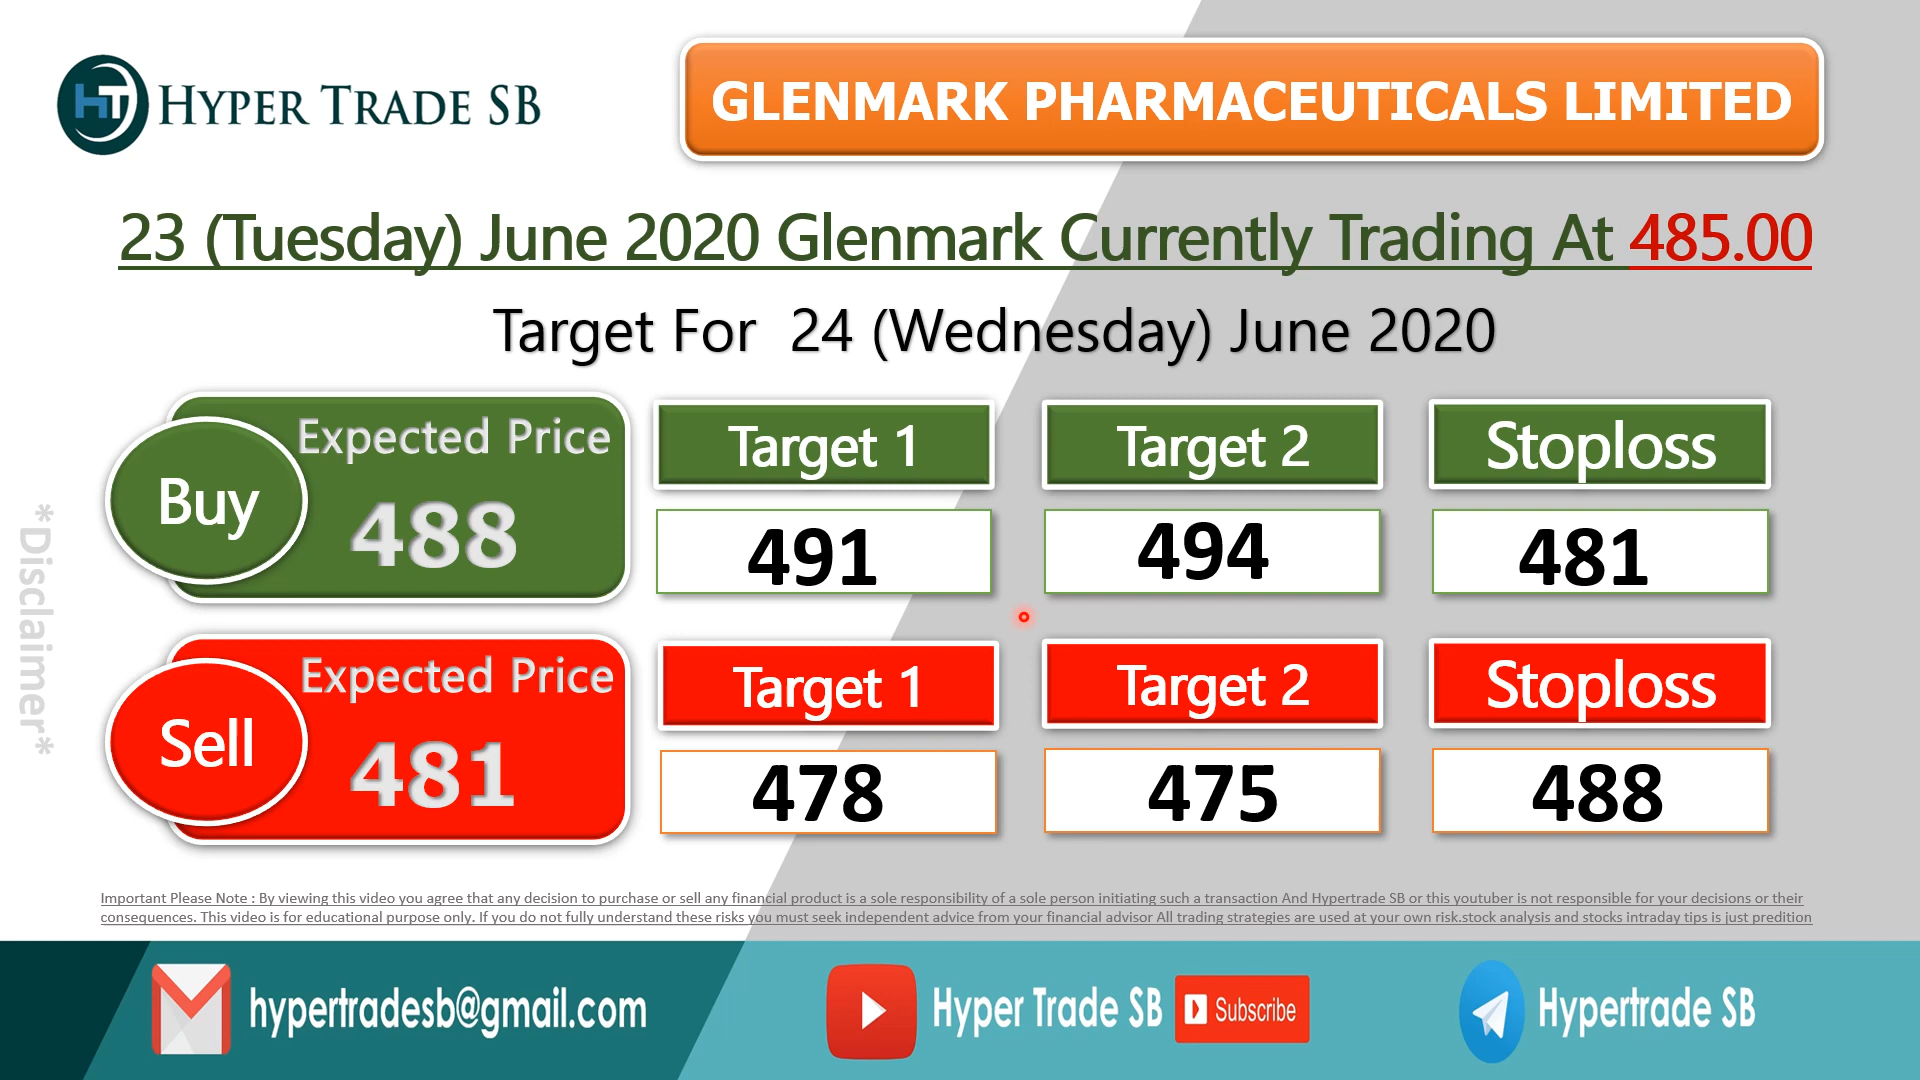 HT HYPER TRADE SB
GLENMARK PHARMACEUTICALS LIMITED
23 (Tuesday) June 2020 Glenmark Currently Trading At 485.00
Target For 24 (Wednesday) June 2020
Buy
Expected Price
488
Target 1
491
Target 2
494
Stoploss
481
Sell
Expected Price
481
Target 1
478
Target 2
475
Stoploss
488
*Disclaimer*
Important Please Note : By viewing this video you agree that any decision to purchase or sell any financial product is a sole responsibility of a sole person initiating such a transaction And Hypertrade SB or this youtuber is not responsible for your decisions or their
consequences. This video is for educational purpose only. If you do not fully understand these risks you must seek independent advice from your financial advisor All trading strategies are used at your own risk.stock analysis and stocks intraday tips is just predition
hypertradesb@gmail.com
Hyper Trade SB
Subscribe
Hypertrade SB